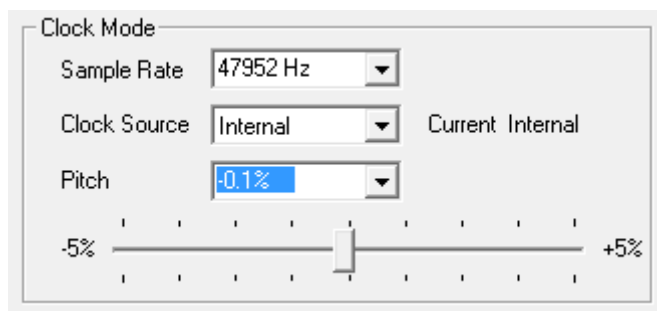 Clock Mode
Sample Rate 47952 Hz
Clock Source Internal Current Internal
Pitch -0.1%
-5% +5%